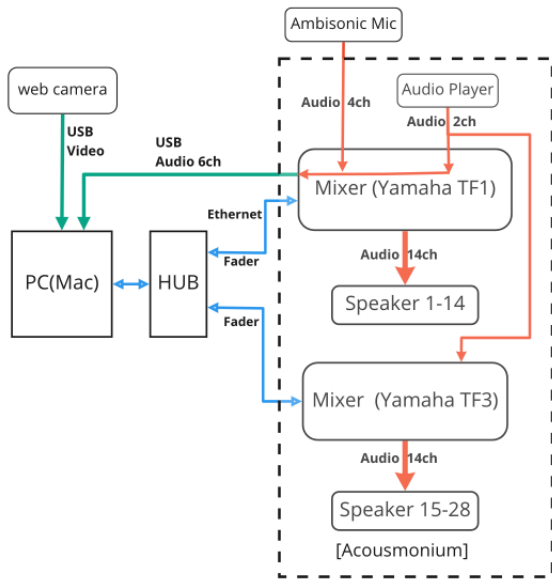 Ambisonic Mic
web camera
Audio Player
Audio 4ch
Audio 2ch
USB
Video
USB
Audio 6ch
Mixer (Yamaha TF1)
Ethernet
Fader
Audio 14ch
PC(Mac)
HUB
Speaker 1-14
Fader
Mixer (Yamaha TF3)
Audio 14ch
Speaker 15-28
[Acousmonium]